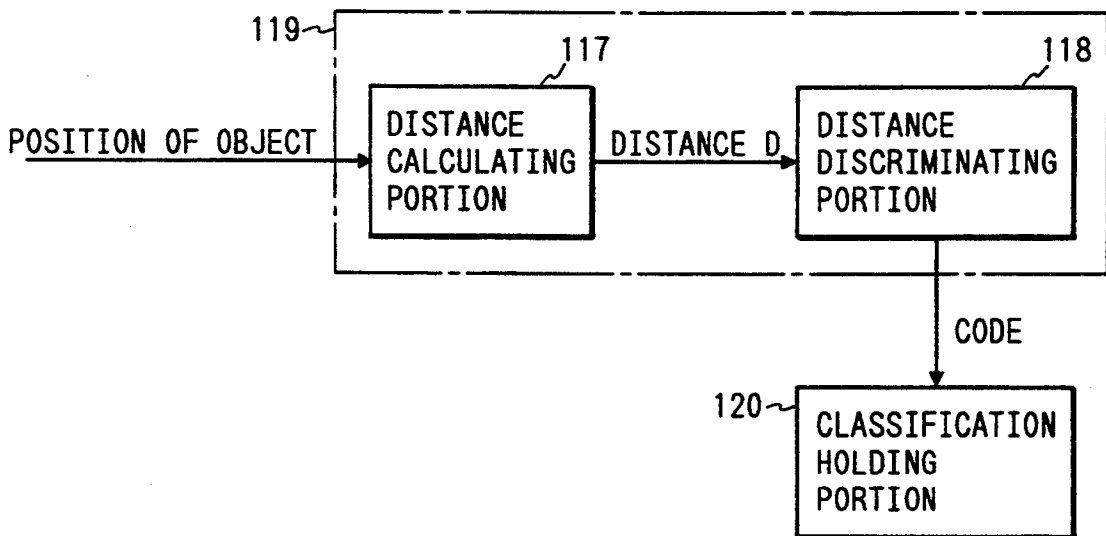 119
117
118
POSITION OF OBJECT
DISTANCE
CALCULATING
PORTION
DISTANCE D
DISTANCE
DISCRIMINATING
PORTION
CODE
120
CLASSIFICATION
HOLDING
PORTION